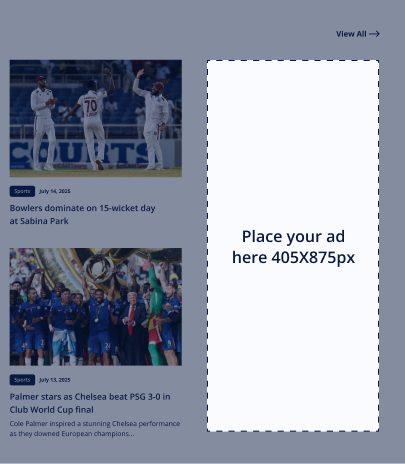 View All
COURTS
70
Sports July 14, 2025
Bowlers dominate on 15-wicket day
at Sabina Park
Sports July 13, 2025
Palmer stars as Chelsea beat PSG 3-0 in
Club World Cup final
Cole Palmer inspired a stunning Chelsea performance
as they downed European champions...
Place your ad
here 405X875px